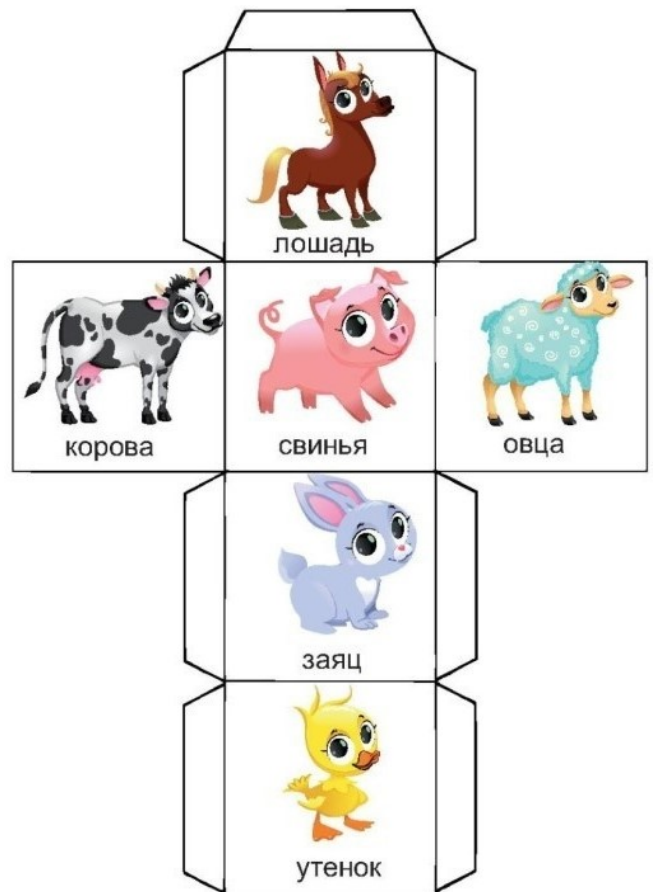 лошадь
корова
свинья
овца
заяц
утенок